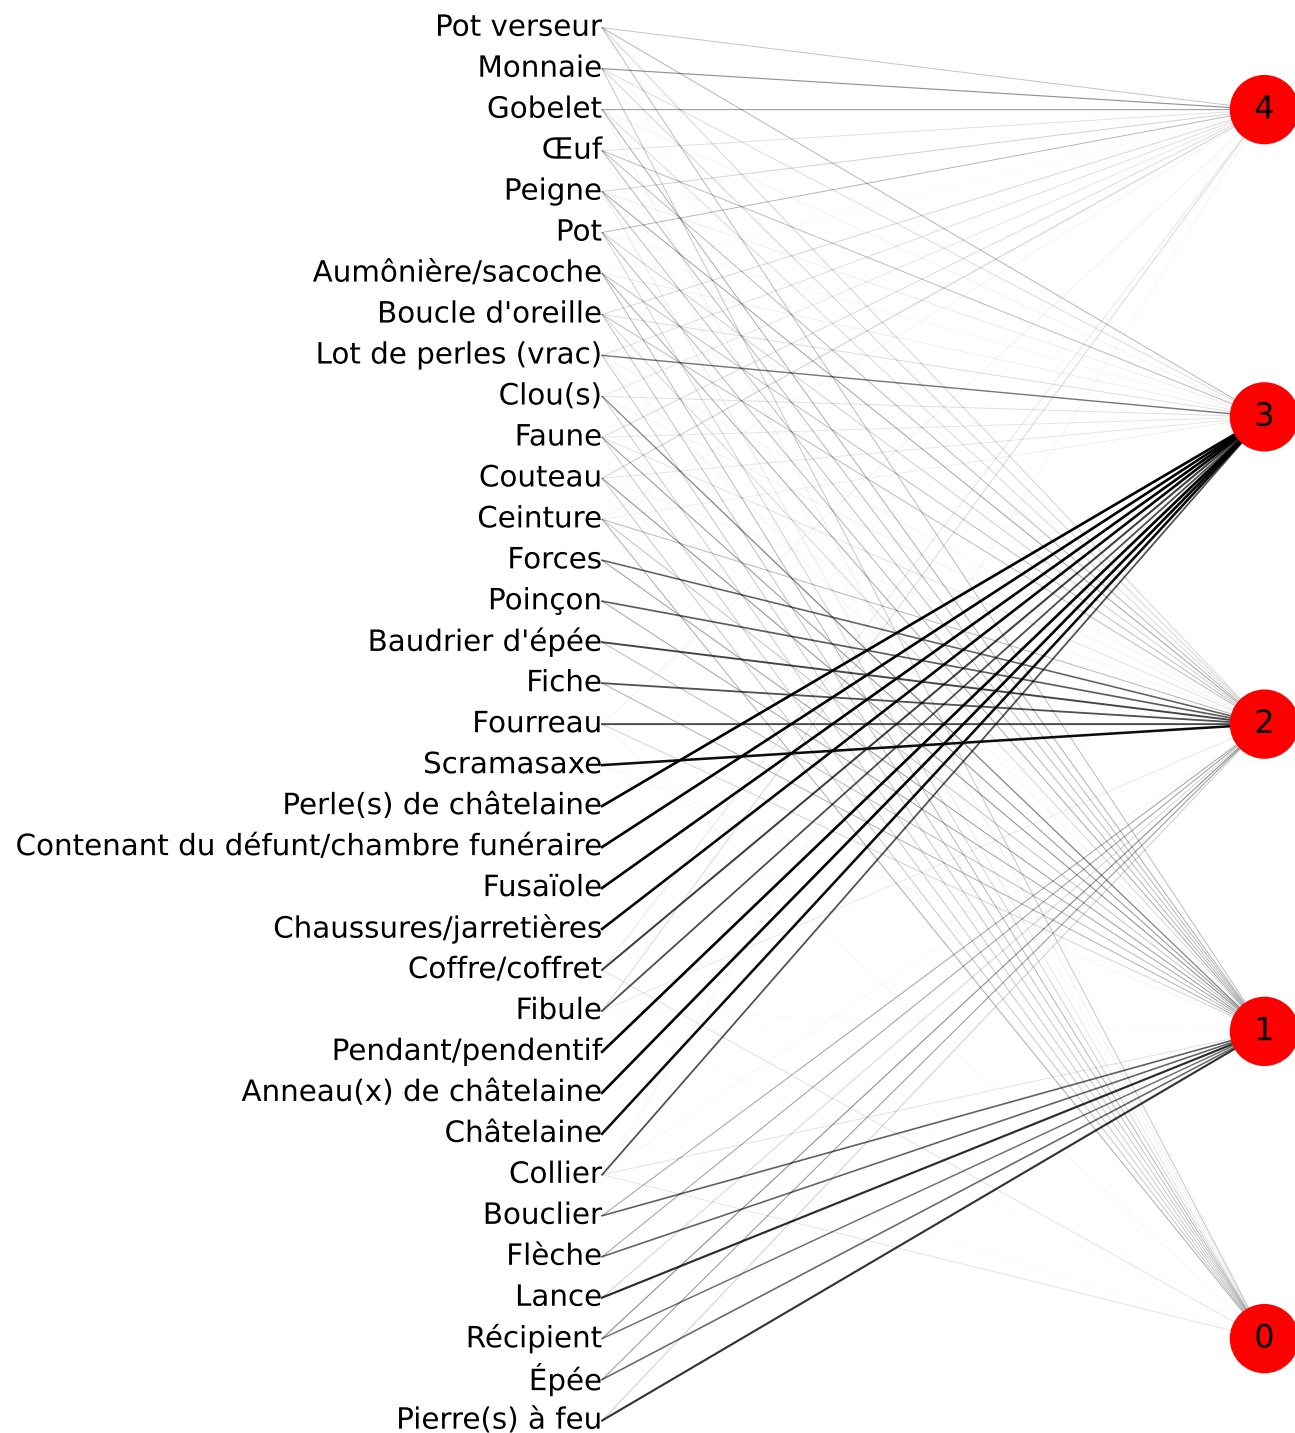 Pot verseur
Monnaie
Gobelet
Œuf
Peigne
Pot
Aumônière/sacoche
Boucle d'oreille
Lot de perles (vrac)
Clou(s)
Faune
Couteau
Ceinture
Forces
Poinçon
Baudrier d'épée
Fiche
Fourreau
Scramasaxe
Perle(s) de châtelaine
Contenant du défunt/chambre funéraire
Fusaïole
Chaussures/jarretières
Coffre/coffret
Fibule
Pendant/pendentif
Anneau(x) de châtelaine
Châtelaine
Collier
Bouclier
Flèche
Lance
Récipient
Épée
Pierre(s) à feu
4
3
2
1
0